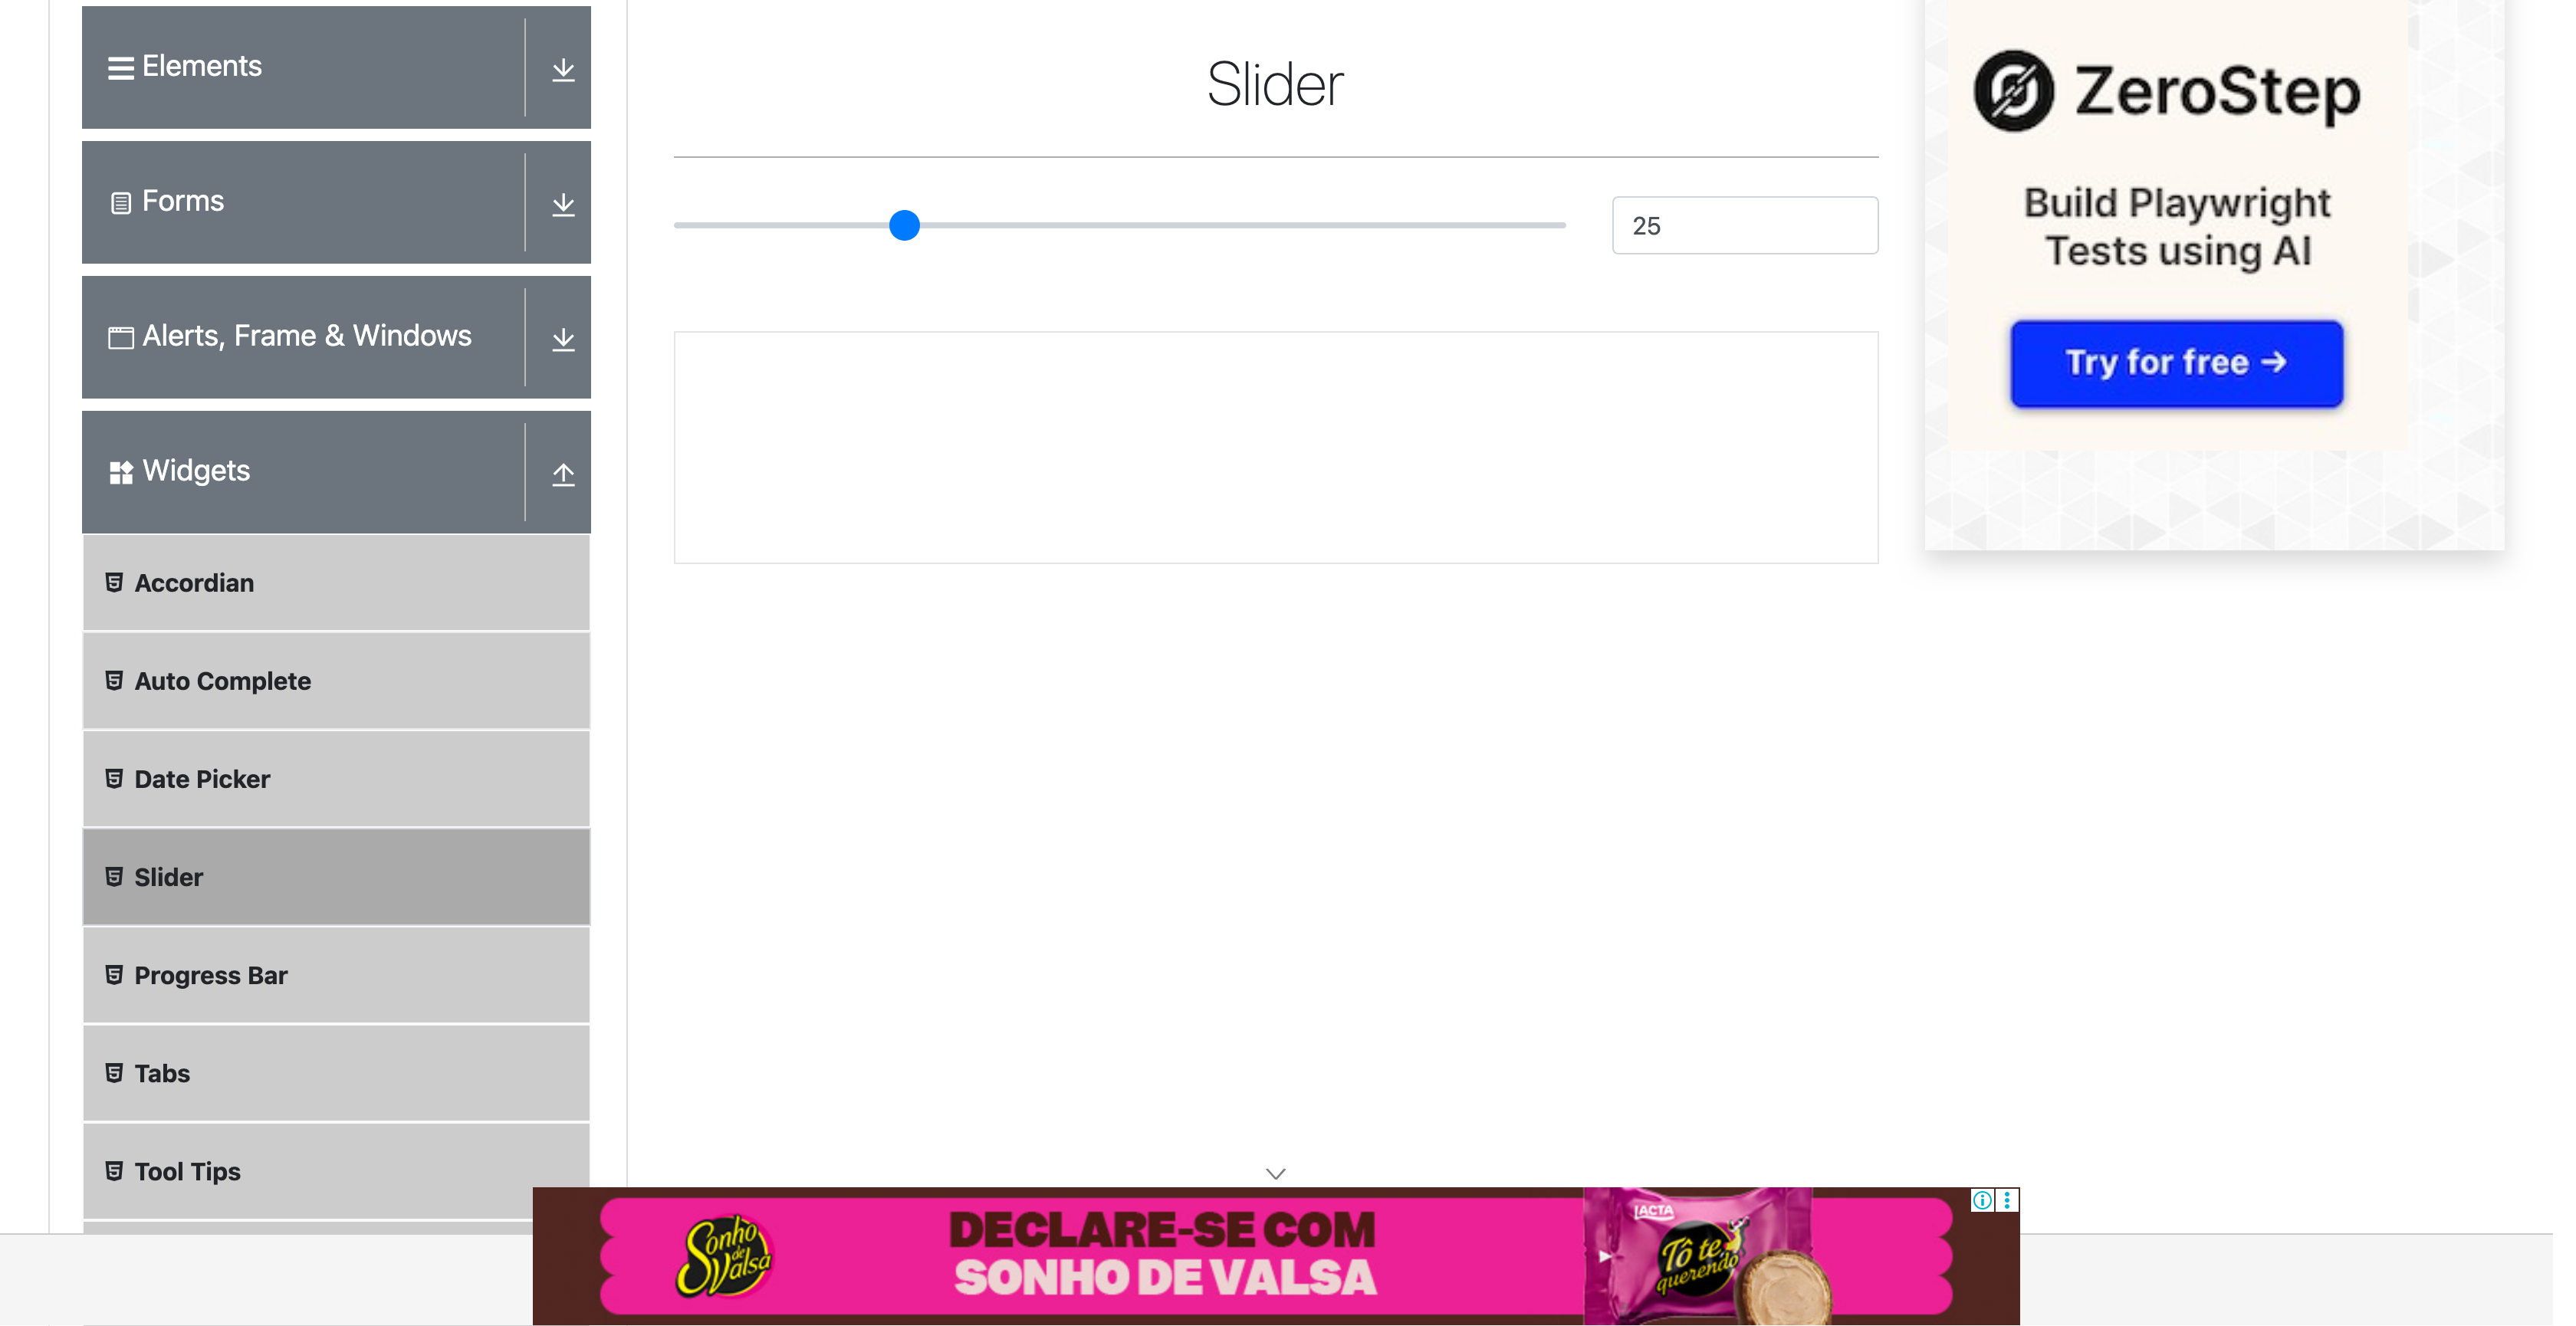 Elements
Forms
Alerts, Frame & Windows
Widgets
Accordian
Auto Complete
Date Picker
Slider
Progress Bar
Tabs
Tool Tips
Slider
25
ZeroStep
Build Playwright
Tests using AI
Try for free →
Sonho
de
Valsa
DECLARE-SE COM
SONHO DE VALSA
LACTA
Tô te
querendo